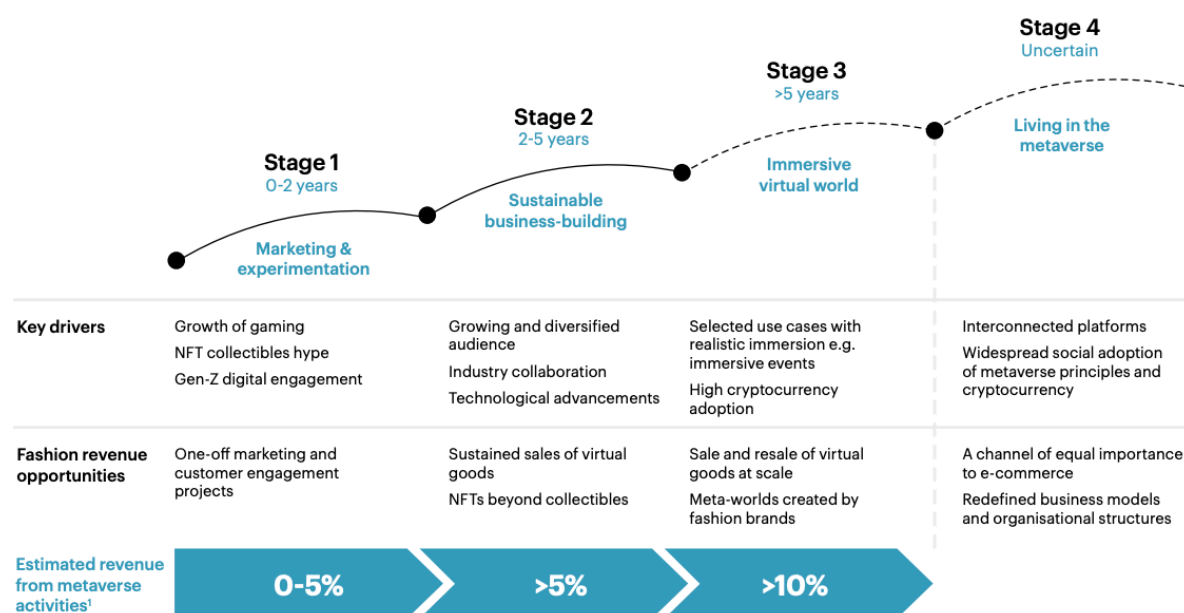 Stage 1
0-2 years
Marketing &
experimentation
Stage 2
2-5 years
Sustainable
business-building
Stage 3
>5 years
Immersive
virtual world
Stage 4
Uncertain
Living in the
metaverse
Key drivers
Growth of gaming
NFT collectibles hype
Gen-Z digital engagement
Growing and diversified
audience
Industry collaboration
Technological advancements
Selected use cases with
realistic immersion e.g.
immersive events
High cryptocurrency
adoption
Interconnected platforms
Widespread social adoption
of metaverse principles and
cryptocurrency
Fashion revenue
opportunities
One-off marketing and
customer engagement
projects
Sustained sales of virtual
goods
NFTs beyond collectibles
Sale and resale of virtual
goods at scale
Meta-worlds created by
fashion brands
A channel of equal importance
to e-commerce
Redefined business models
and organisational structures
Estimated revenue
from metaverse
activities¹
0-5%
>5%
>10%